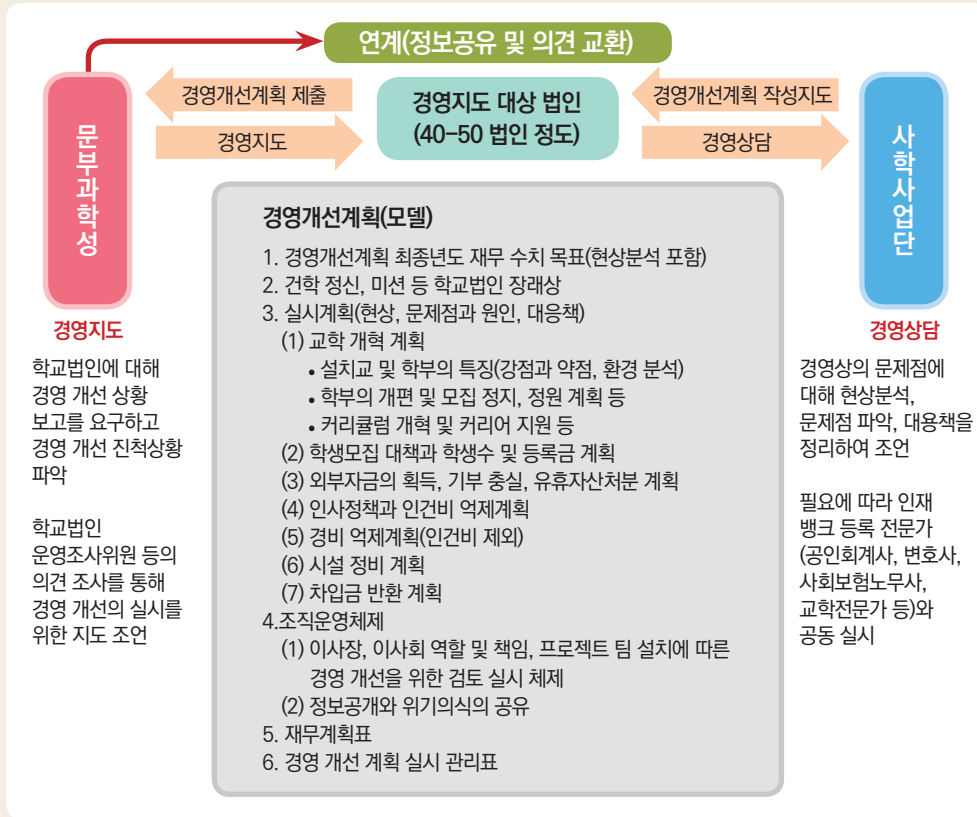 연계(정보공유 및 의견 교환)
문부과학성
경영개선계획 제출
경영지도
경영지도 대상 법인
(40-50 법인 정도)
경영개선계획 작성지도
경영상담
사학사업단
경영지도
학교법인에 대해
경영 개선 상황
보고를 요구하고
경영 개선 진척상황
파악
학교법인
운영조사위원 등의
의견 조사를 통해
경영 개선의 실시를
위한 지도 조언
경영개선계획(모델)
1. 경영개선계획 최종년도 재무 수치 목표(현상분석 포함)
2. 건학 정신, 미션 등 학교법인 장래상
3. 실시계획(현상, 문제점과 원인, 대응책)
(1) 교학 개혁 계획
• 설치교 및 학부의 특징(강점과 약점, 환경 분석)
• 학부의 개편 및 모집 정지, 정원 계획 등
• 커리큘럼 개혁 및 커리어 지원 등
(2) 학생모집 대책과 학생수 및 등록금 계획
(3) 외부자금의 획득, 기부 충실, 유휴자산처분 계획
(4) 인사정책과 인건비 억제계획
(5) 경비 억제계획(인건비 제외)
(6) 시설 정비 계획
(7) 차입금 반환 계획
4.조직운영체제
(1) 이사장, 이사회 역할 및 책임, 프로젝트 팀 설치에 따른
경영 개선을 위한 검토 실시 체제
(2) 정보공개와 위기의식의 공유
5. 재무계획표
6. 경영 개선 계획 실시 관리표
경영상담
경영상의 문제점에
대해 현상분석,
문제점 파악, 대용책을
정리하여 조언
필요에 따라 인재
뱅크 등록 전문가
(공인회계사, 변호사,
사회보험노무사,
교학전문가 등)와
공동 실시